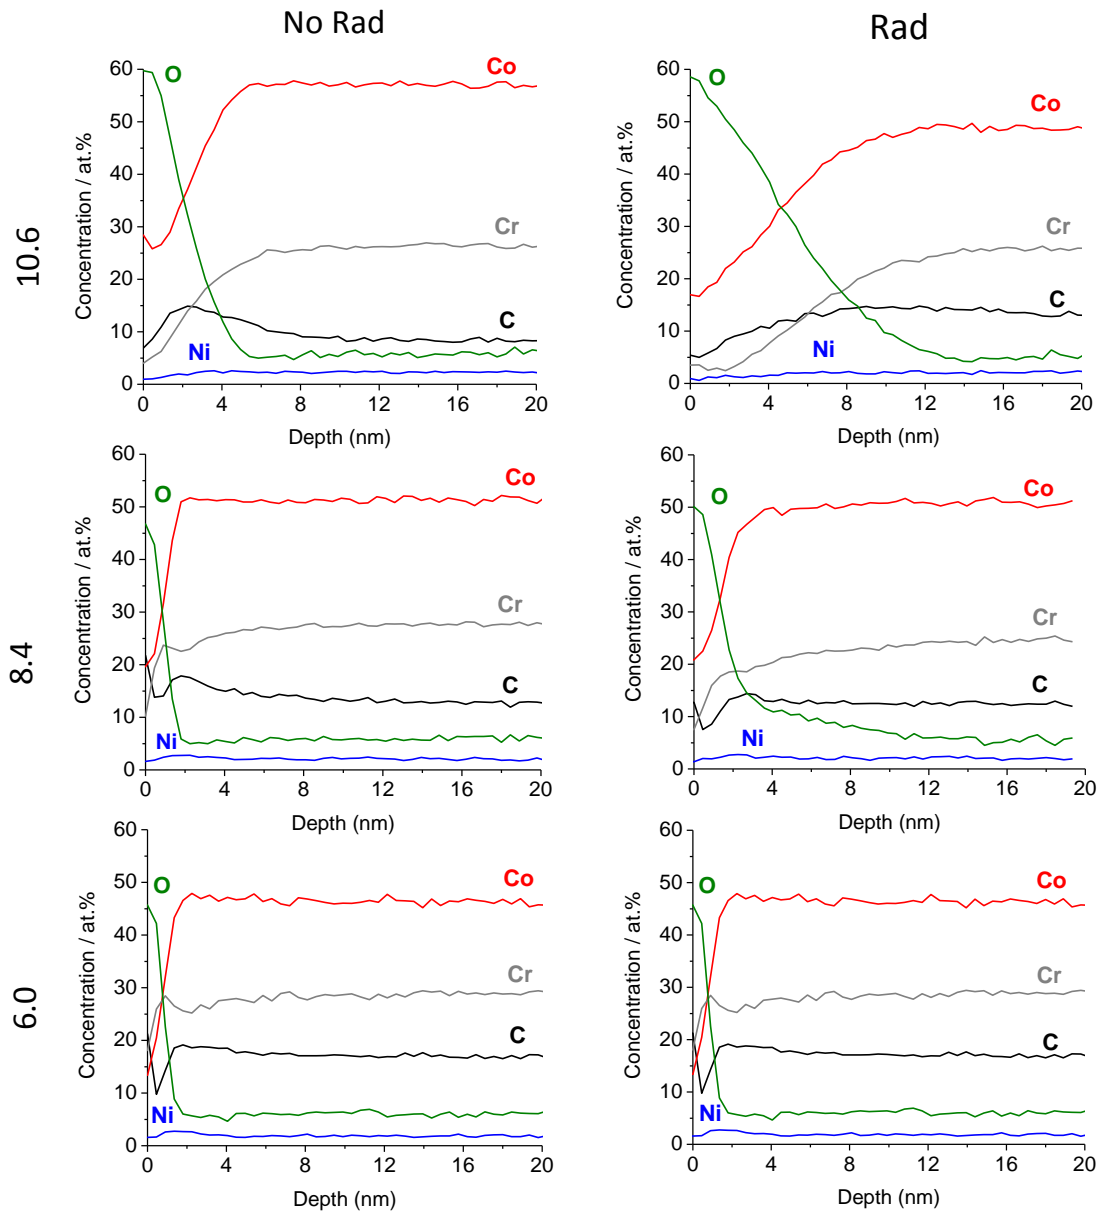 No Rad
Rad
10.6
Concentration / at.%
60
50
40
30
20
10
0
O
Co
Cr
C
Ni
0 4 8 12 16 20
Depth (nm)
Concentration / at.%
60
50
40
30
20
10
0
O
Co
Cr
C
Ni
0 4 8 12 16 20
Depth (nm)
8.4
Concentration / at.%
60
50
40
30
20
10
0
O
Co
Cr
C
Ni
0 4 8 12 16 20
Depth (nm)
Concentration / at.%
60
50
40
30
20
10
0
O
Co
Cr
C
Ni
0 4 8 12 16 20
Depth (nm)
6.0
Concentration / at.%
60
50
40
30
20
10
0
O
Co
Cr
C
Ni
0 4 8 12 16 20
Depth (nm)
Concentration / at.%
60
50
40
30
20
10
0
O
Co
Cr
C
Ni
0 4 8 12 16 20
Depth (nm)